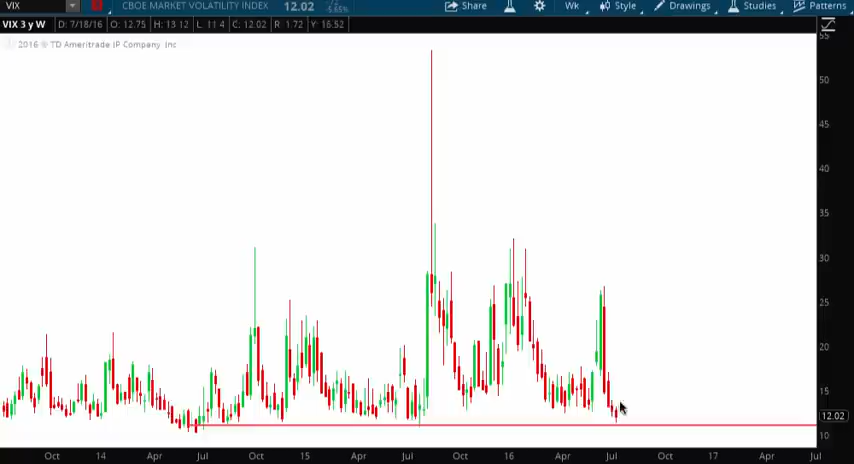 VIX CBOE MARKET VOLATILITY INDEX 12.02 Share Wk Style Drawings Studies Patterns
VIX 3 y W D: 7/18/16 O: 12.75 H: 13 12 L: 11 4 C: 12.02 R 1.72 Y: 16.52
2016 © TD Ameritrade IP Company Inc
55
50
45
40
35
30
25
20
15
12.02
10
Oct 14 Apr Jul Oct 15 Apr Jul Oct 16 Apr Jul Oct 17 Apr Jul